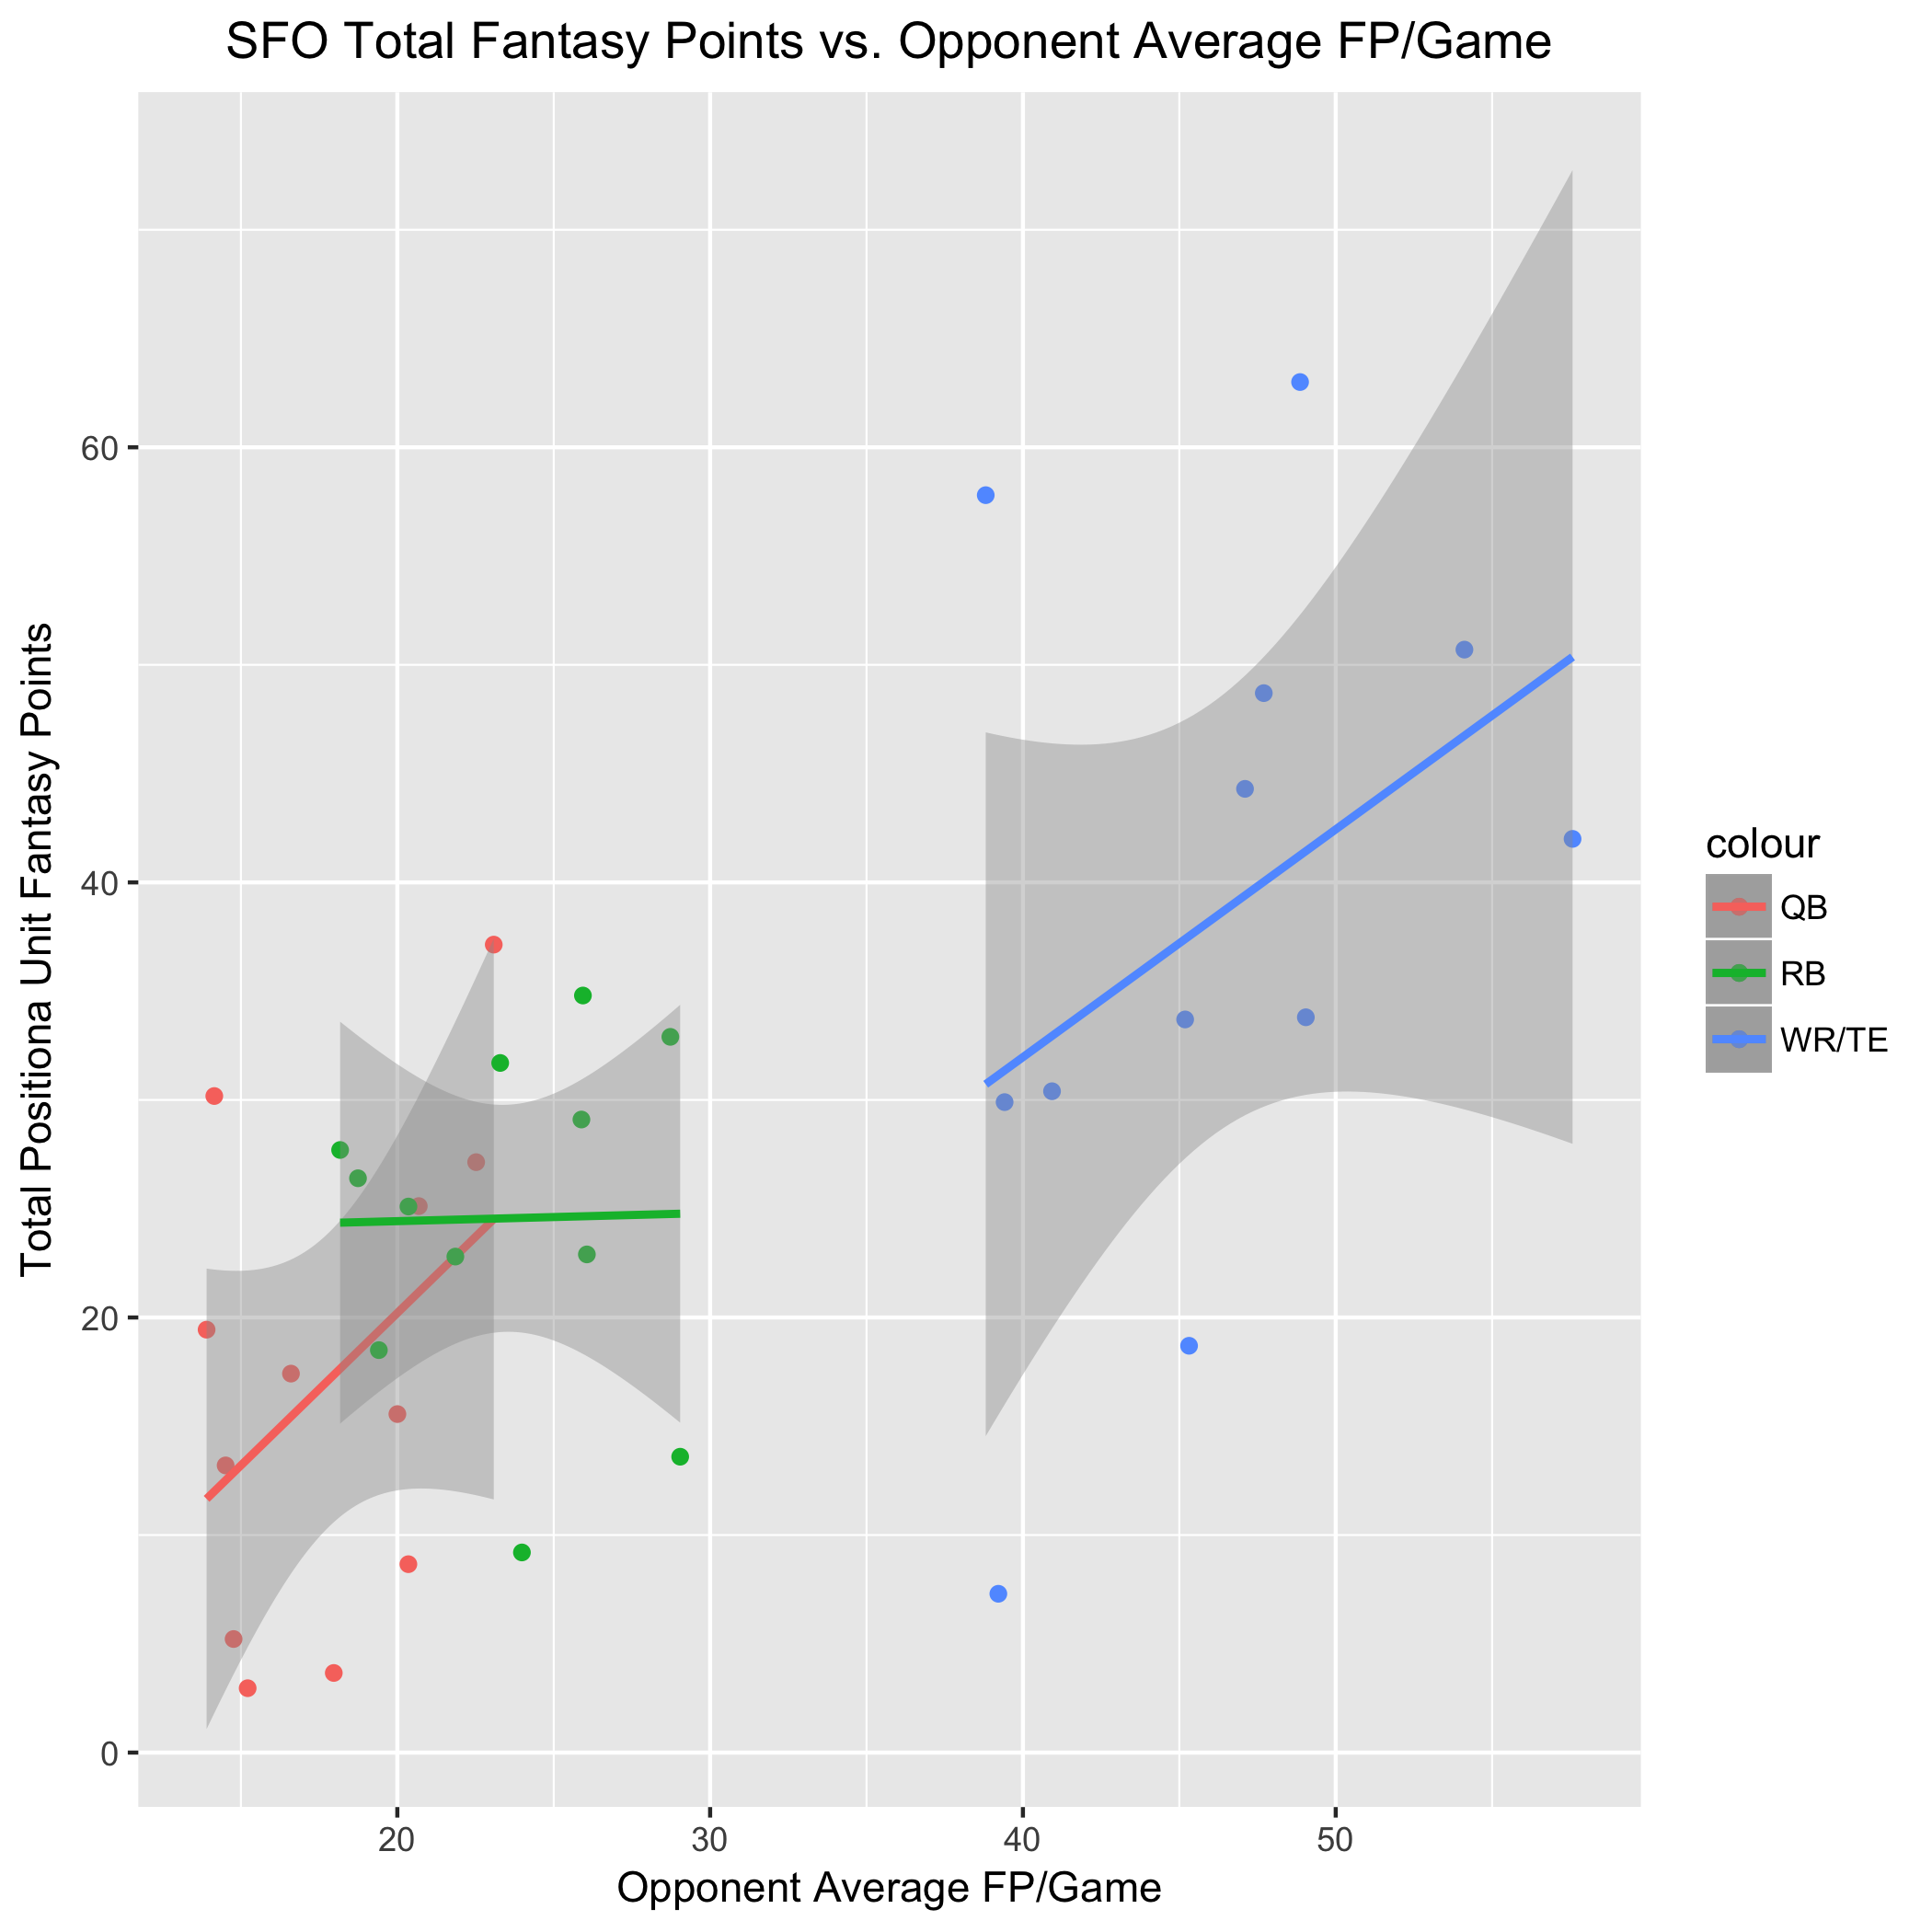 SFO Total Fantasy Points vs. Opponent Average FP/Game
Total Positiona Unit Fantasy Points
60
40
20
0
20
30
40
50
Opponent Average FP/Game
colour
QB
RB
WR/TE